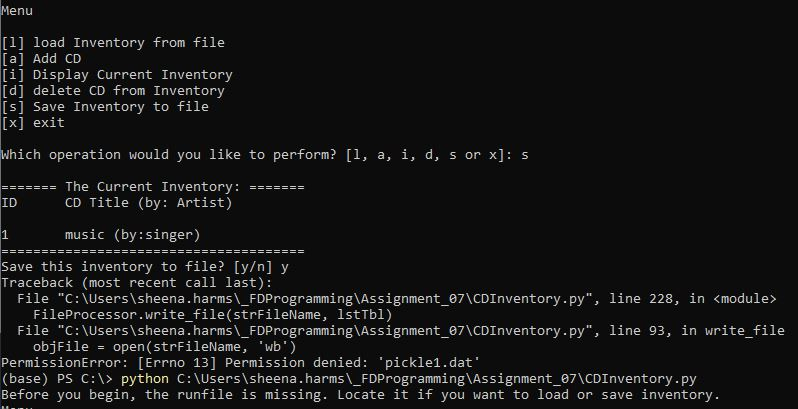 Menu
[l] load Inventory from file
[a] Add CD
[i] Display Current Inventory
[d] delete CD from Inventory
[s] Save Inventory to file
[x] exit
Which operation would you like to perform? [l, a, i, d, s or x]: s
======= The Current Inventory: =======
ID      CD Title (by: Artist)
1       music (by:singer)
======================================
Save this inventory to file? [y/n] y
Traceback (most recent call last):
  File "C:\Users\sheena.harms\_FDProgramming\Assignment_07\CDInventory.py", line 228, in <module>
    FileProcessor.write_file(strFileName, lstTbl)
  File "C:\Users\sheena.harms\_FDProgramming\Assignment_07\CDInventory.py", line 93, in write_file
    objFile = open(strFileName, 'wb')
PermissionError: [Errno 13] Permission denied: 'pickle1.dat'
(base) PS C:\> python C:\Users\sheena.harms\_FDProgramming\Assignment_07\CDInventory.py
Before you begin, the runfile is missing. Locate it if you want to load or save inventory.
Menu